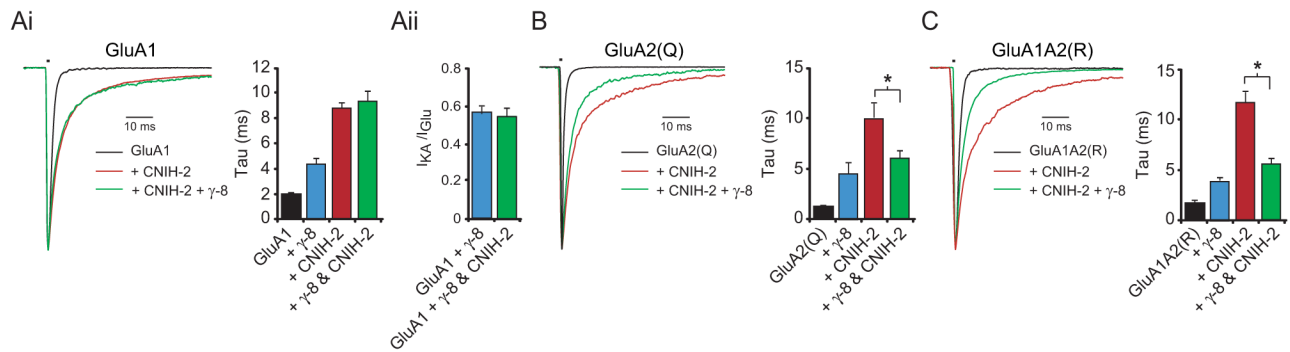 Ai
GluA1
10 ms
GluA1
+ CNIH-2
+ CNIH-2 + γ-8
Tau (ms)
12
10
8
6
4
2
0
GluA1
+ γ-8
+ CNIH-2
+ γ-8 & CNIH-2
Aii
IKA /IGlu
0.8
0.6
0.4
0.2
0
GluA1 + γ-8
GluA1 + γ-8 & CNIH-2
B
GluA2(Q)
10 ms
GluA2(Q)
+ CNIH-2
+ CNIH-2 + γ-8
Tau (ms)
15
10
5
0
*
GluA2(Q)
+ γ-8
+ CNIH-2
+ γ-8 & CNIH-2
C
GluA1A2(R)
10 ms
GluA1A2(R)
+ CNIH-2
+ CNIH-2 + γ-8
Tau (ms)
15
10
5
0
*
GluA1A2(R)
+ γ-8
+ CNIH-2
+ γ-8 & CNIH-2